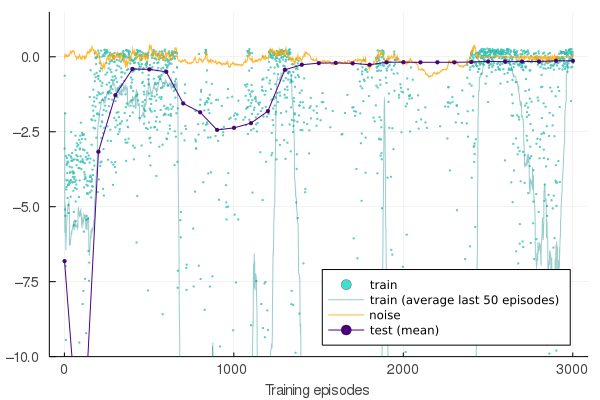 0.0
−2.5
−5.0
−7.5
−10.0
0
1000
2000
3000
Training episodes
train
train (average last 50 episodes)
noise
test (mean)